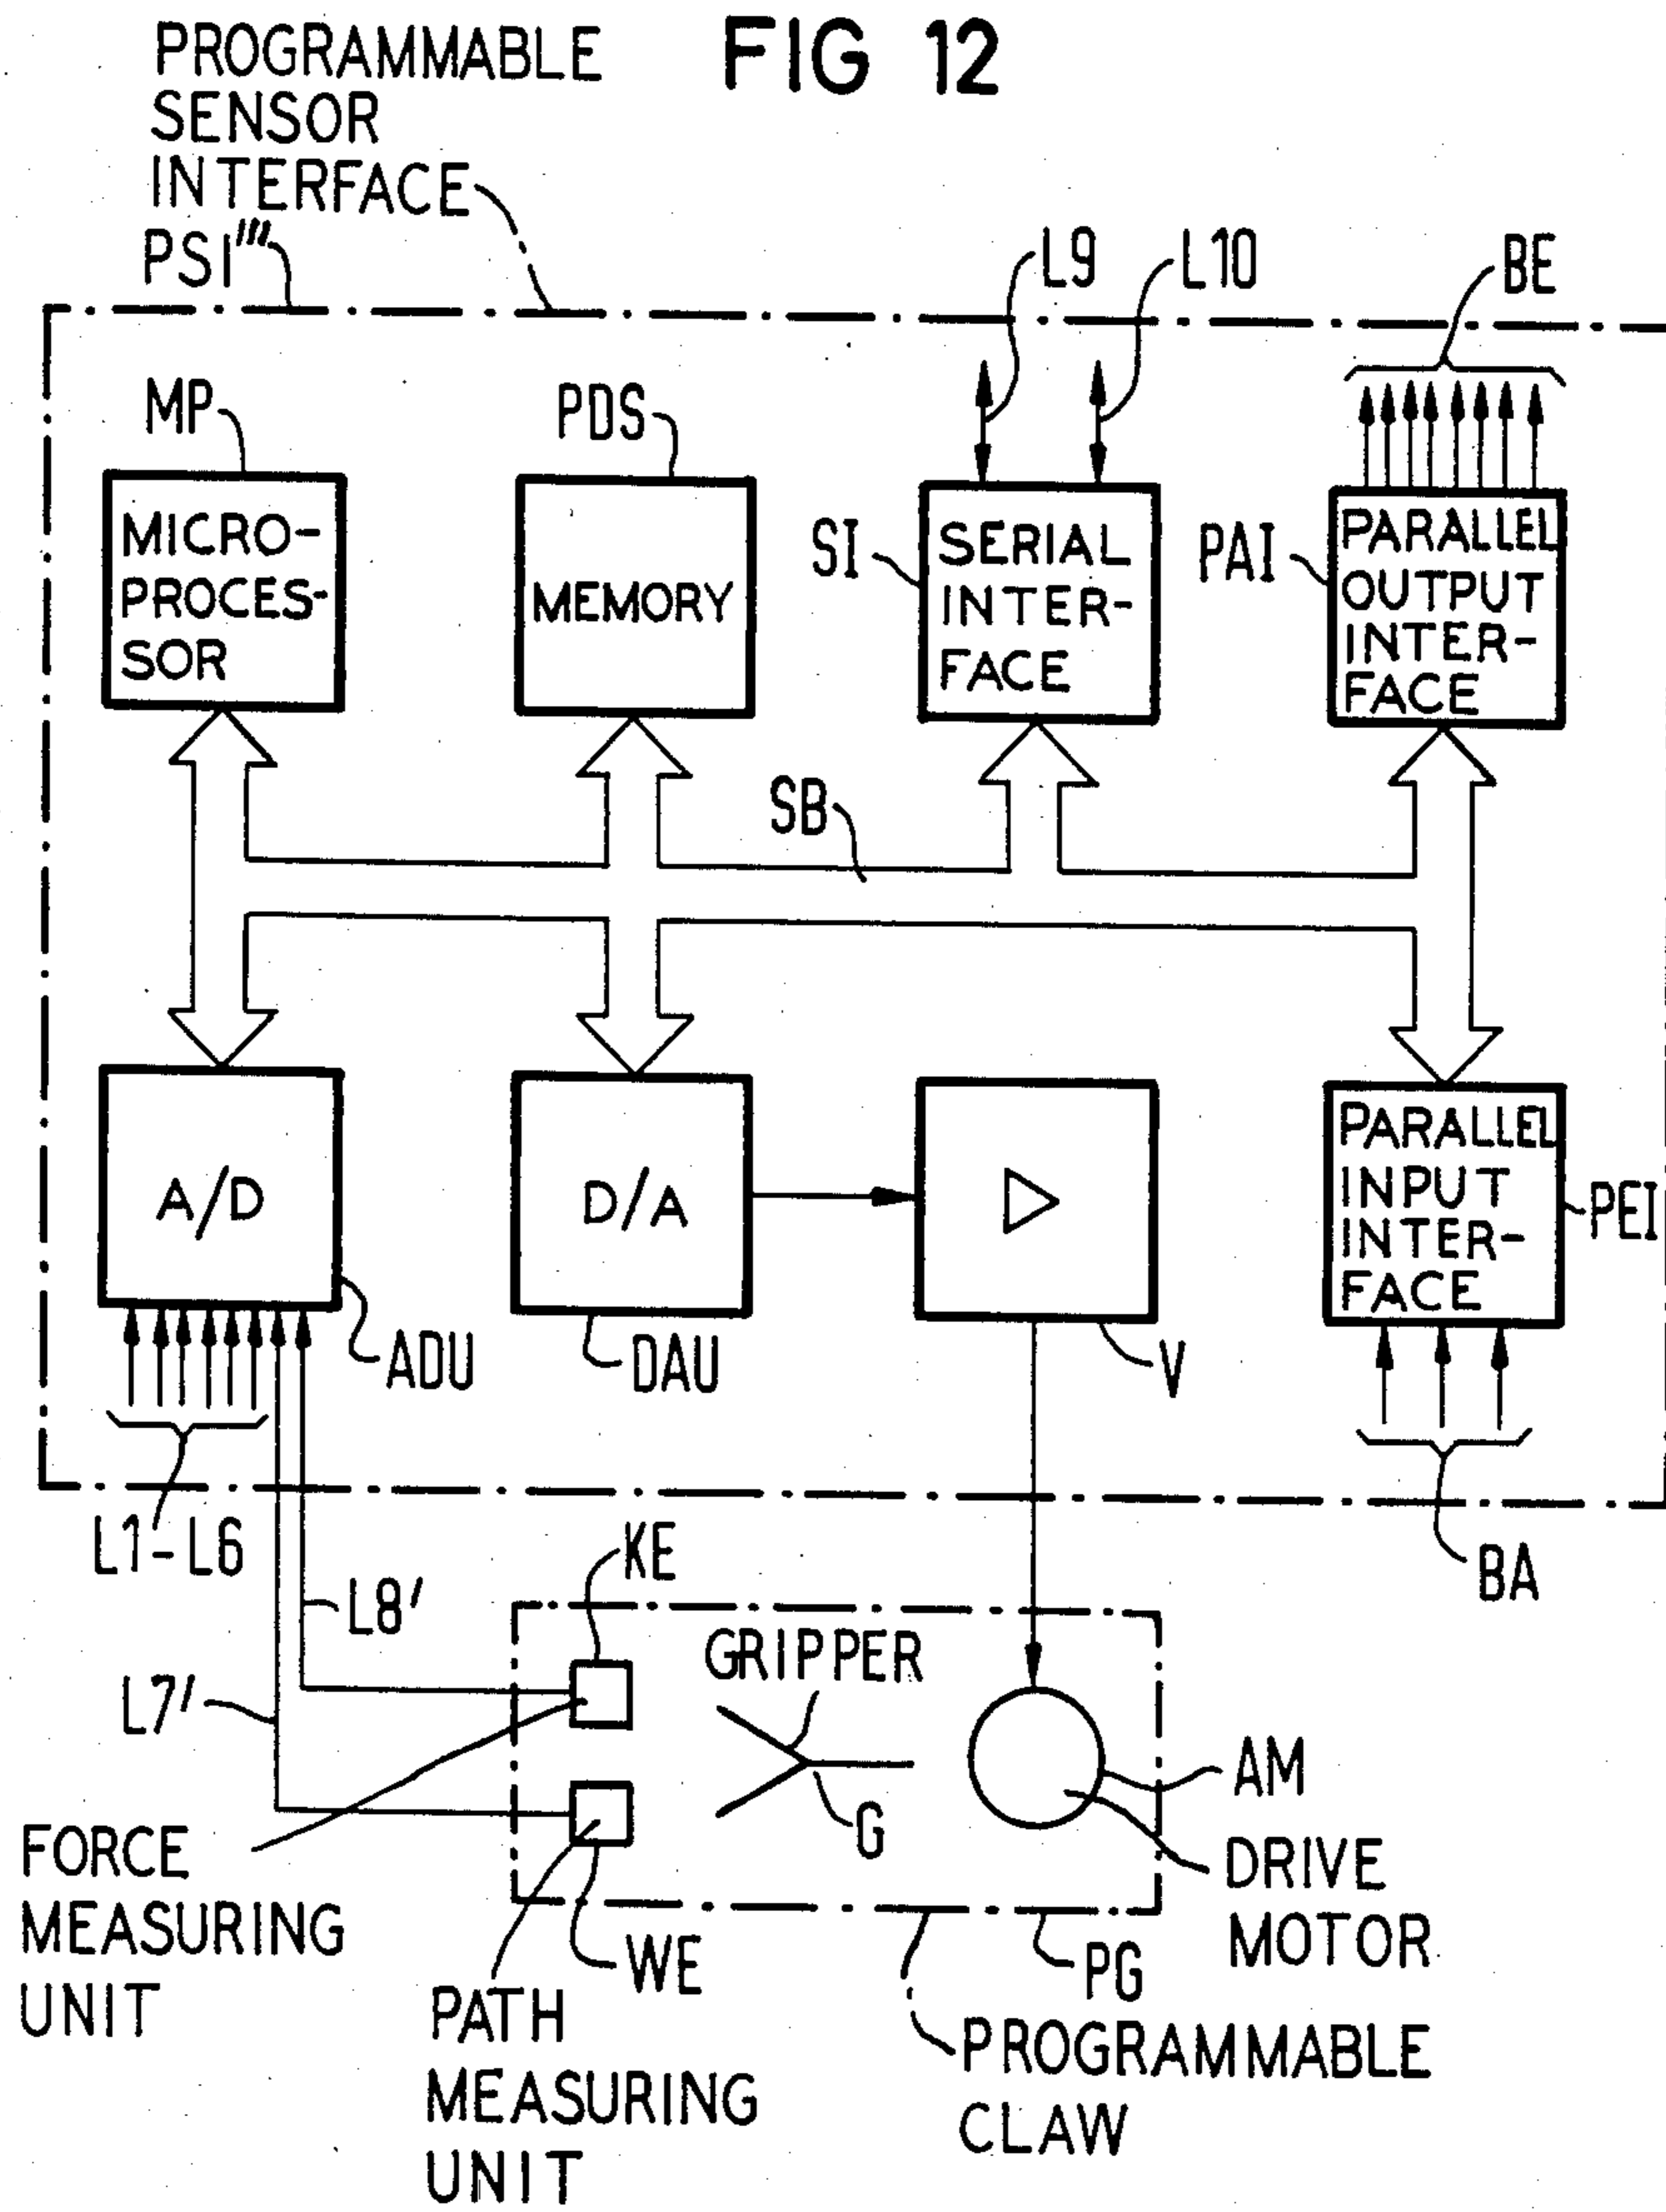 PROGRAMMABLE
SENSOR
INTERFACE
PSI'''
FIG 12
L9
L10
BE
MP
PDS
SI
PAI
MICRO-
PROCES-
SOR
MEMORY
SERIAL
INTER-
FACE
PARALLEL
OUTPUT
INTER-
FACE
SB
A/D
D/A
PARALLEL
INPUT
INTER-
FACE
PEI
ADU
DAU
V
L1-L6
BA
KE
L8'
L7'
GRIPPER
G
AM
DRIVE
MOTOR
FORCE
MEASURING
UNIT
WE
PATH
MEASURING
UNIT
PG
PROGRAMMABLE
CLAW